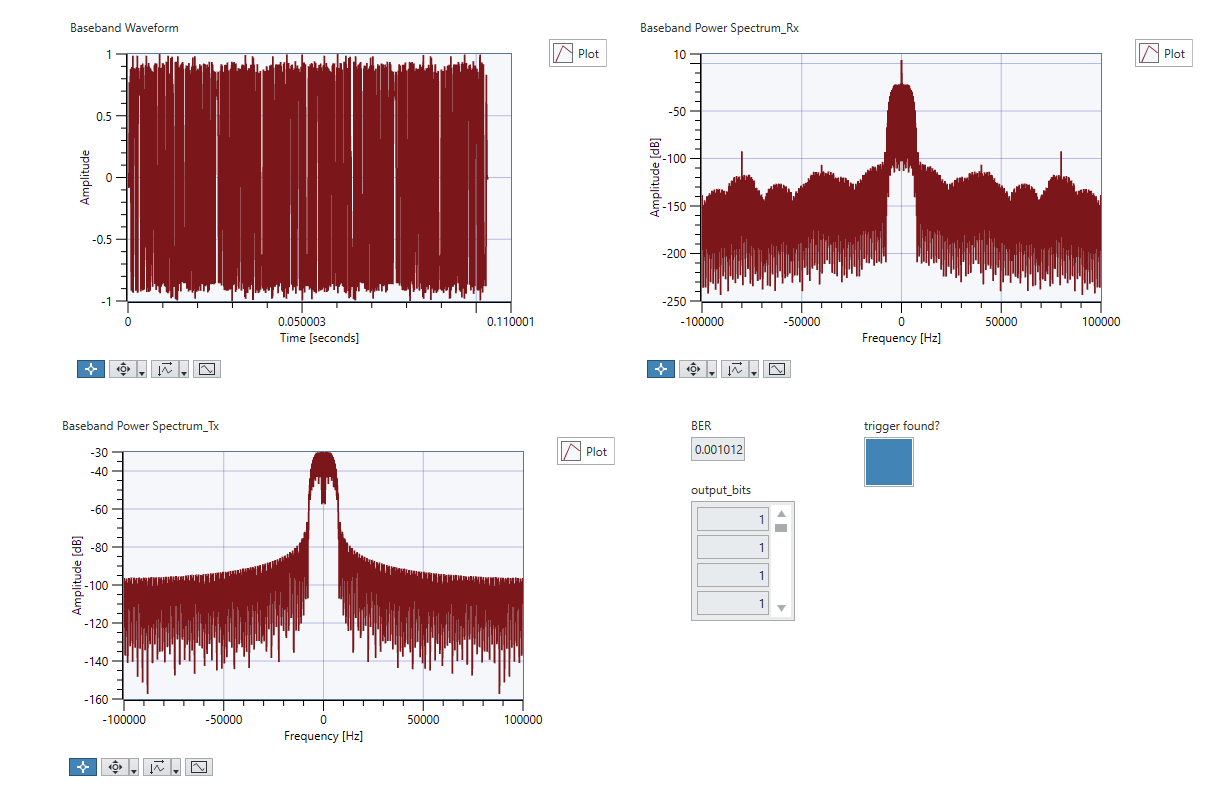 Baseband Waveform
Plot
Amplitude
1
0.5
0
-0.5
-1
0
0.050003
0.110001
Time [seconds]
Baseband Power Spectrum_Rx
Plot
Amplitude [dB]
10
-50
-100
-150
-200
-250
-100000
-50000
0
50000
100000
Frequency [Hz]
Baseband Power Spectrum_Tx
Plot
Amplitude [dB]
-30
-40
-60
-80
-100
-120
-140
-160
-100000
-50000
0
50000
100000
Frequency [Hz]
BER
0.001012
trigger found?
output_bits
1
1
1
1